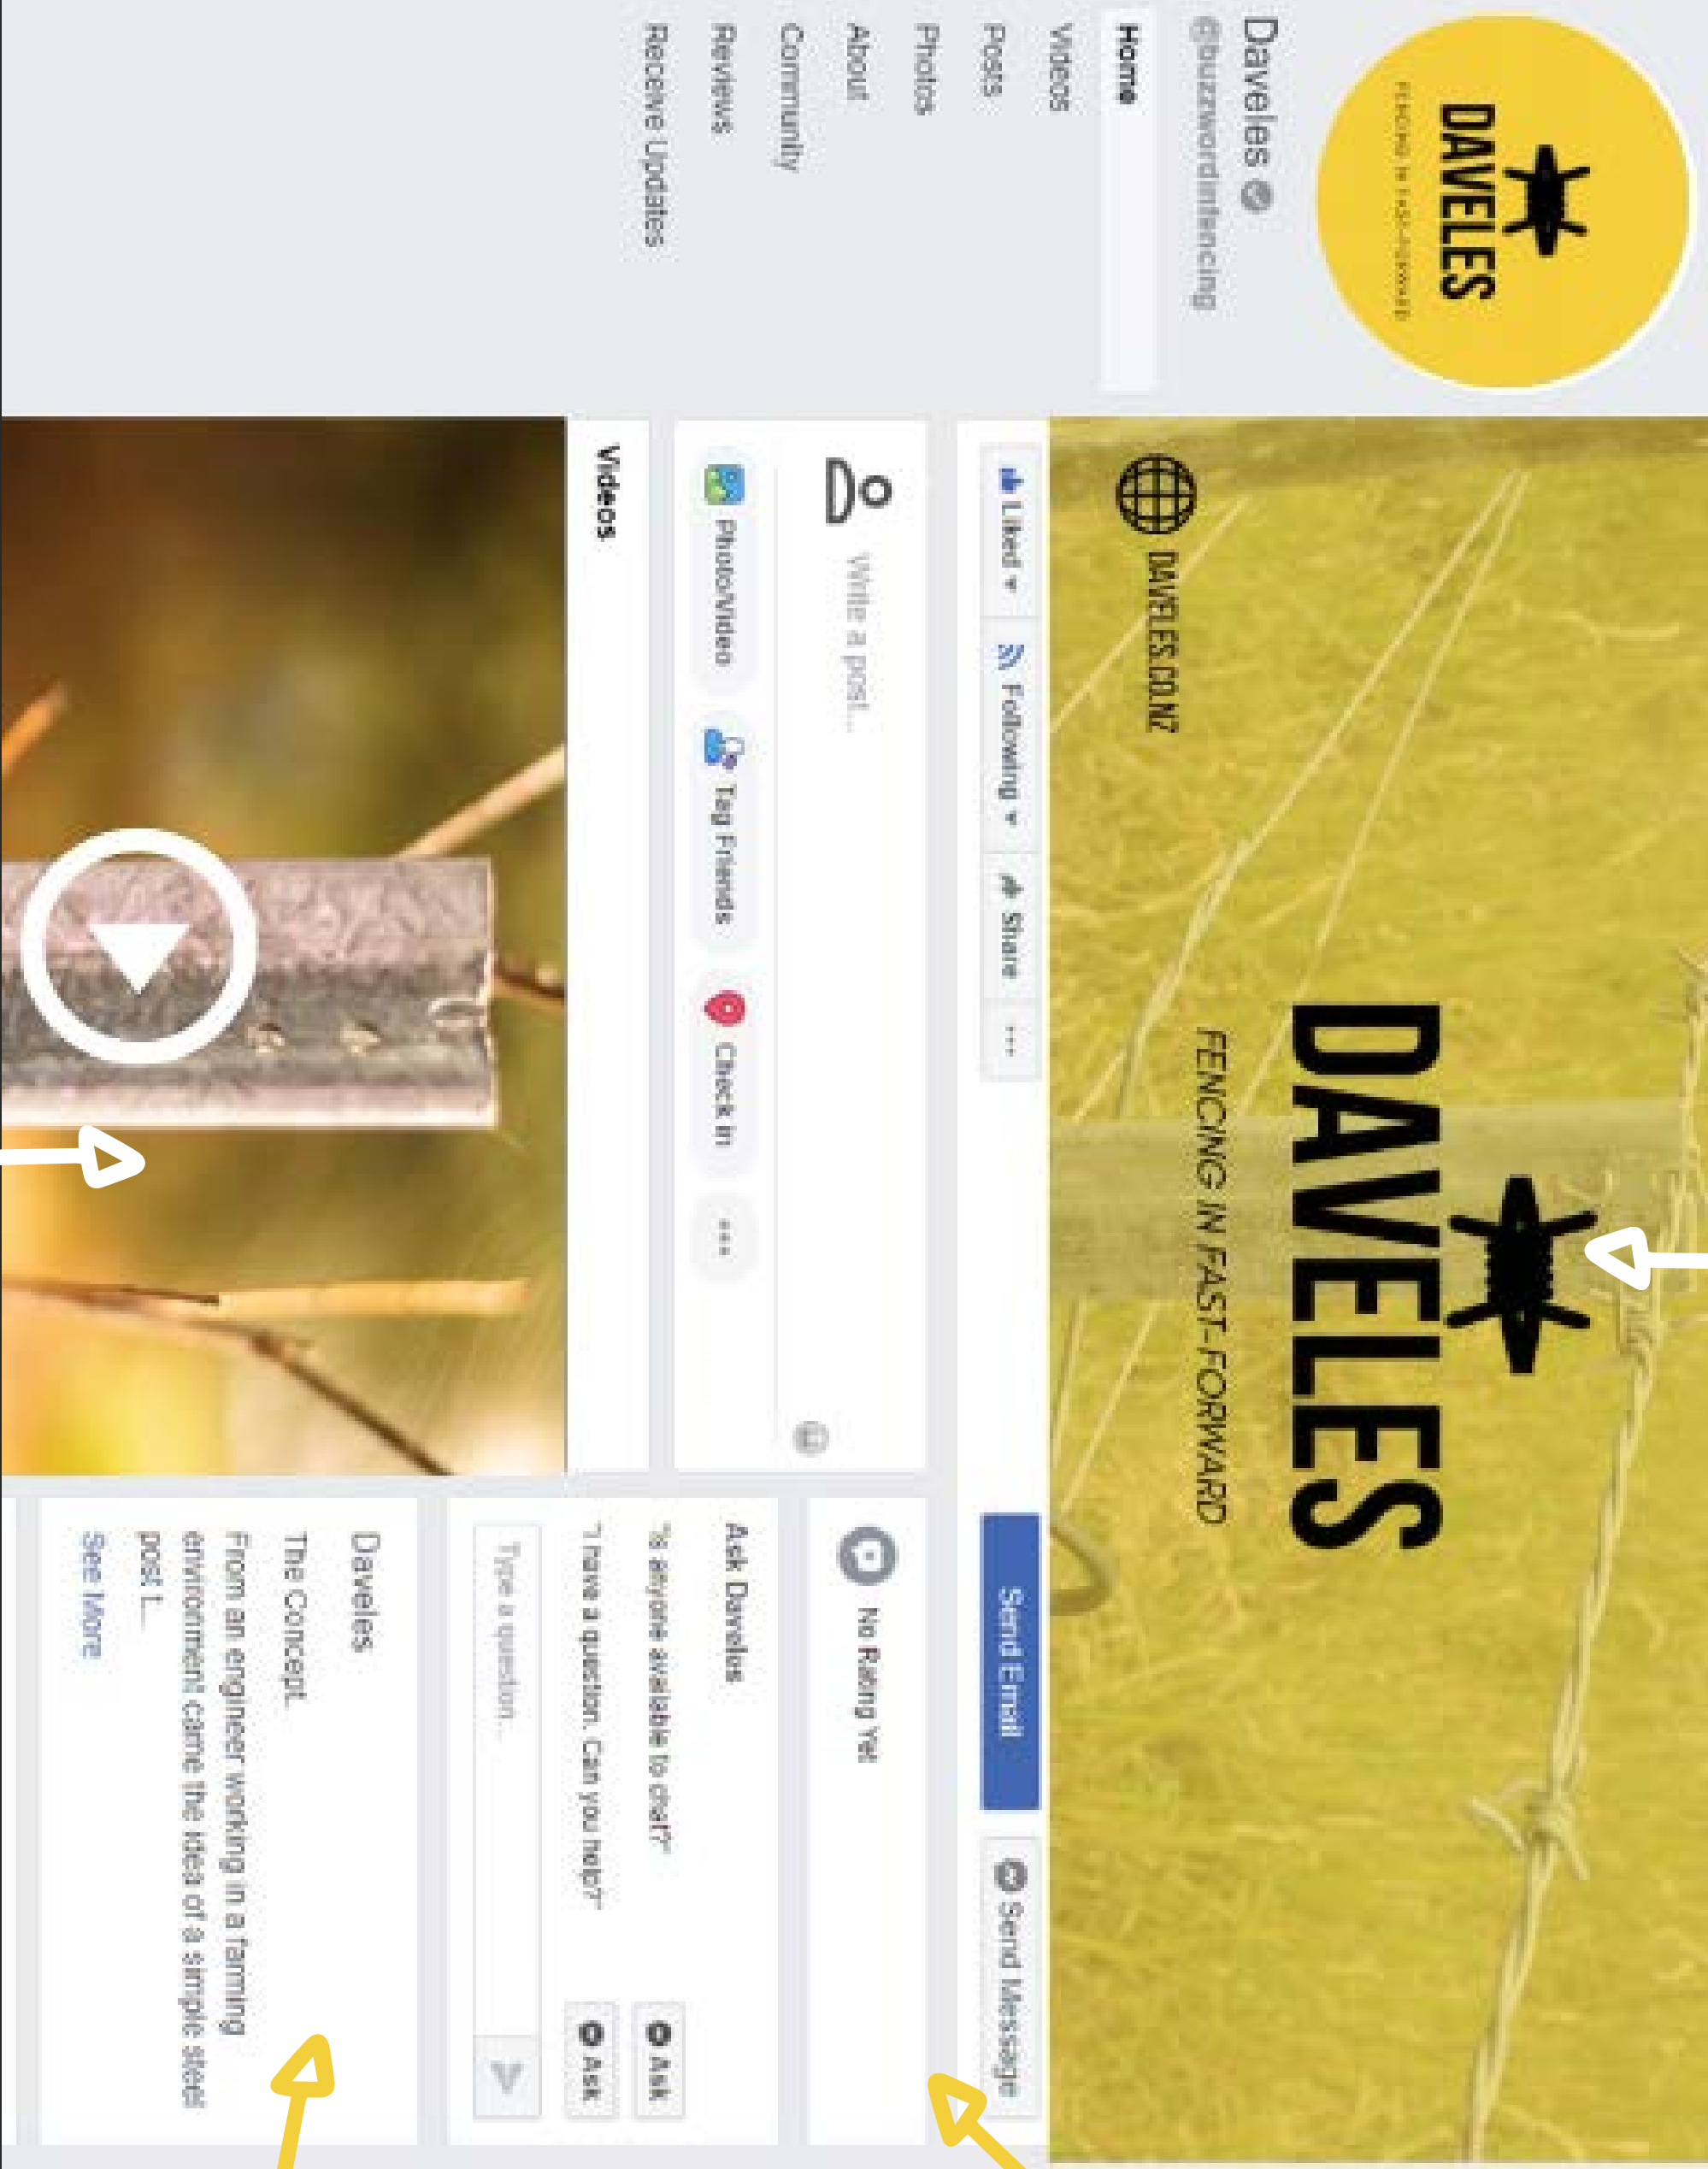 DAVELES
FENCING IN FAST-FORWARD
Daveles
@buzzwordinfencing
Home
Videos
Posts
Photos
About
Community
Reviews
Receive Updates
DAVELES
FENCING IN FAST-FORWARD
DAVELES.CO.NZ
Liked
Following
Share
...
Send Email
Send Message
Write a post...
Photo/Video
Tag Friends
Check in
...
Videos
No Rating Yet
Ask Daveles
"Is anyone available to chat?"
Ask
"I have a question. Can you help?"
Ask
Type a question...
Daveles
The Concept.
From an engineer working in a farming
environment came the idea of a simple steel
post t...
See More